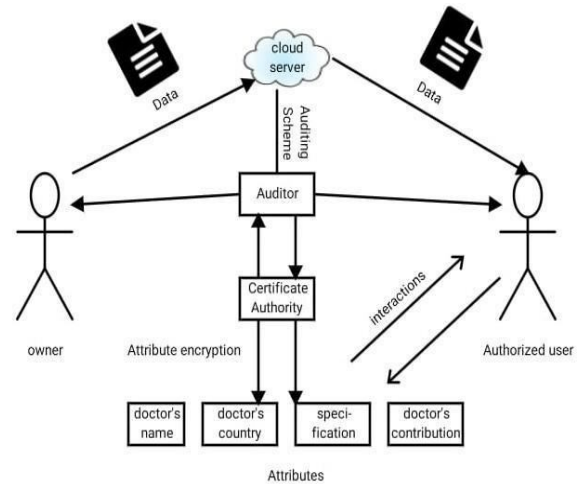 cloud
server
Data
Data
Auditing
Scheme
Auditor
Certificate
Authority
interactions
owner
Attribute encryption
Authorized user
doctor's
name
doctor's
country
speci-
fication
doctor's
contribution
Attributes